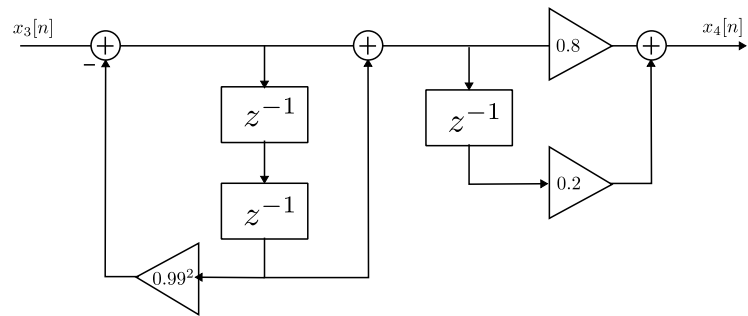 x₃[n]
x₄[n]
+
+
0.8
+
−
z⁻¹
z⁻¹
0.2
z⁻¹
0.99²